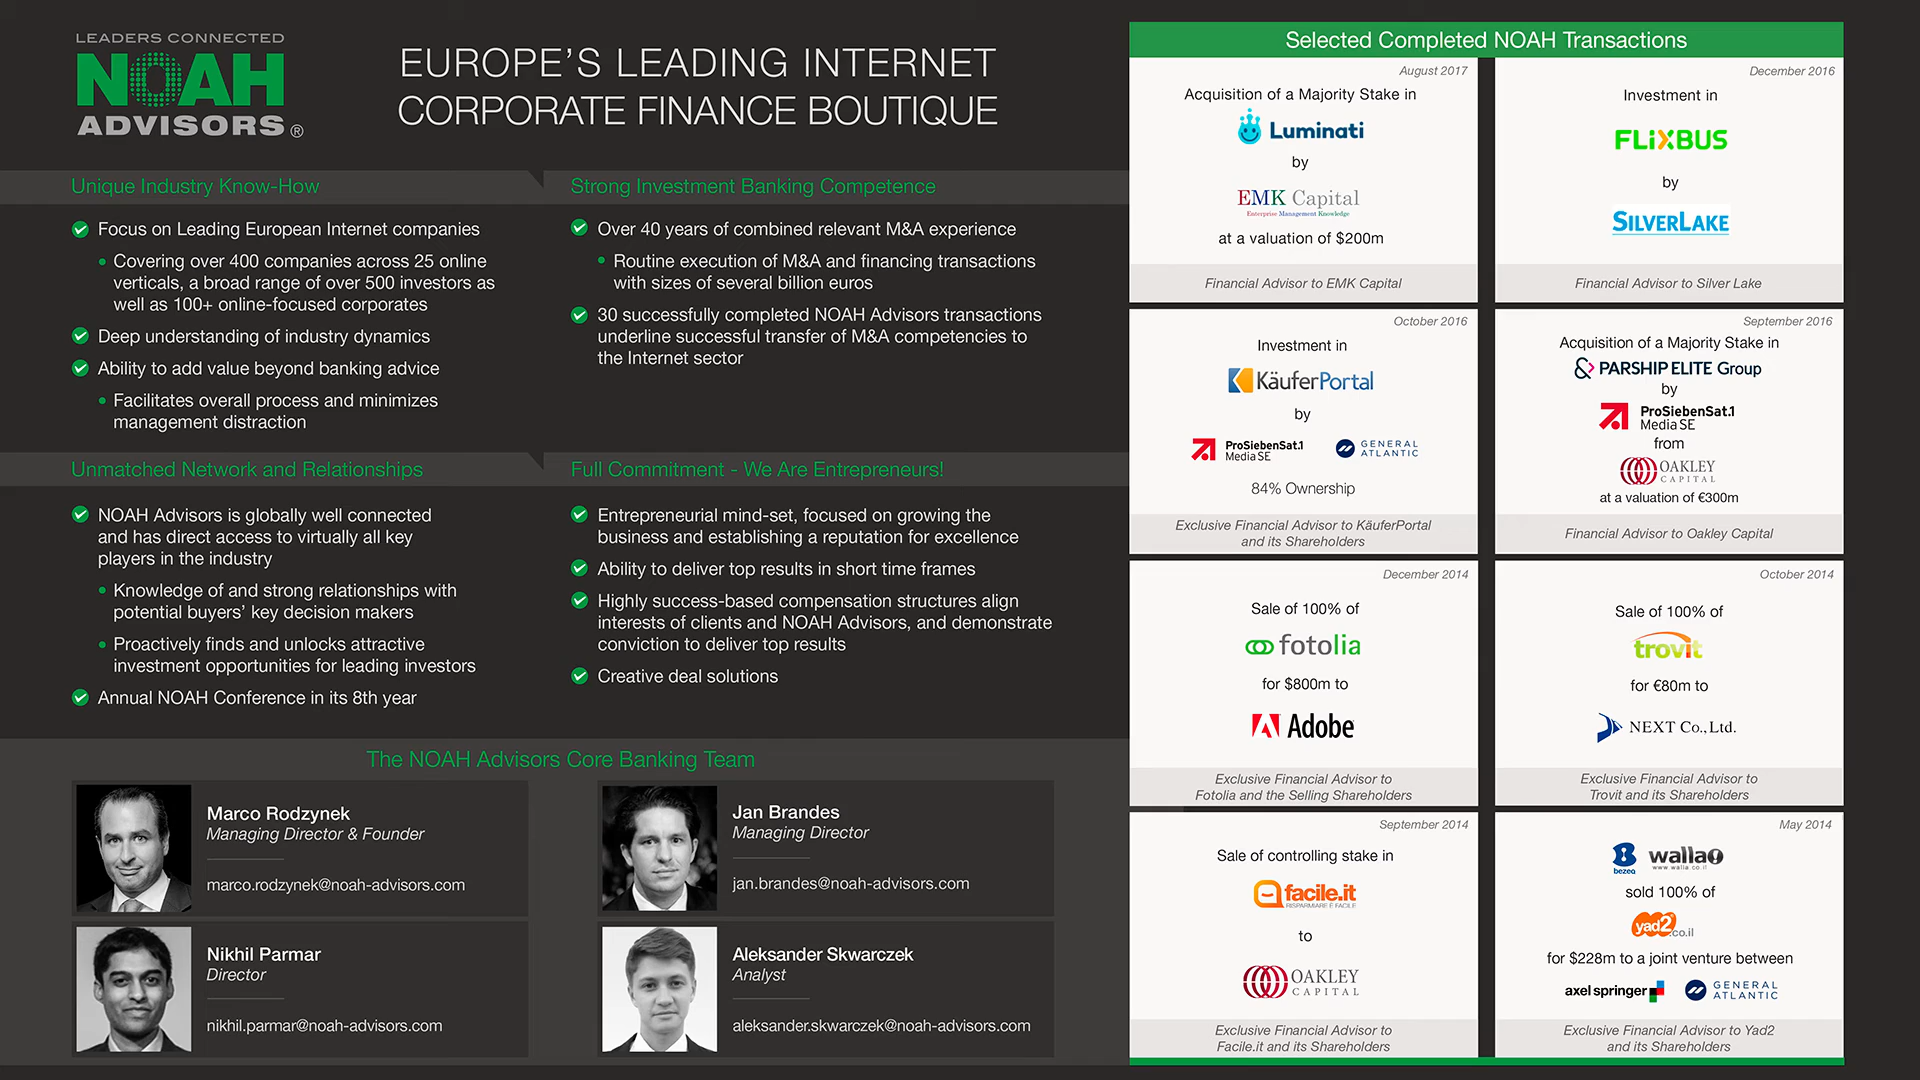 LEADERS CONNECTED
NOAH
ADVISORS®
EUROPE'S LEADING INTERNET
CORPORATE FINANCE BOUTIQUE
Unique Industry Know-How
Focus on Leading European Internet companies
Covering over 400 companies across 25 online
verticals, a broad range of over 500 investors as
well as 100+ online-focused corporates
Deep understanding of industry dynamics
Ability to add value beyond banking advice
Facilitates overall process and minimizes
management distraction
Strong Investment Banking Competence
Over 40 years of combined relevant M&A experience
Routine execution of M&A and financing transactions
with sizes of several billion euros
30 successfully completed NOAH Advisors transactions
underline successful transfer of M&A competencies to
the Internet sector
Unmatched Network and Relationships
NOAH Advisors is globally well connected
and has direct access to virtually all key
players in the industry
Knowledge of and strong relationships with
potential buyers' key decision makers
Proactively finds and unlocks attractive
investment opportunities for leading investors
Annual NOAH Conference in its 8th year
Full Commitment - We Are Entrepreneurs!
Entrepreneurial mind-set, focused on growing the
business and establishing a reputation for excellence
Ability to deliver top results in short time frames
Highly success-based compensation structures align
interests of clients and NOAH Advisors, and demonstrate
conviction to deliver top results
Creative deal solutions
The NOAH Advisors Core Banking Team
Marco Rodzynek
Managing Director & Founder
marco.rodzynek@noah-advisors.com
Jan Brandes
Managing Director
jan.brandes@noah-advisors.com
Nikhil Parmar
Director
nikhil.parmar@noah-advisors.com
Aleksander Skwarczek
Analyst
aleksander.skwarczek@noah-advisors.com
Selected Completed NOAH Transactions
August 2017
Acquisition of a Majority Stake in
Luminati
by
EMK Capital
Enterprise Management Knowledge
at a valuation of $200m
Financial Advisor to EMK Capital
December 2016
Investment in
FLiXBUS
by
SILVERLAKE
Financial Advisor to Silver Lake
October 2016
Investment in
KäuferPortal
by
ProSiebenSat.1
Media SE
GENERAL
ATLANTIC
84% Ownership
Exclusive Financial Advisor to KäuferPortal
and its Shareholders
September 2016
Acquisition of a Majority Stake in
PARSHIP ELITE Group
by
ProSiebenSat.1
Media SE
from
OAKLEY
CAPITAL
at a valuation of €300m
Financial Advisor to Oakley Capital
December 2014
Sale of 100% of
fotolia
for $800m to
Adobe
Exclusive Financial Advisor to
Fotolia and the Selling Shareholders
October 2014
Sale of 100% of
trovit
for €80m to
NEXT Co., Ltd.
Exclusive Financial Advisor to
Trovit and its Shareholders
September 2014
Sale of controlling stake in
facile.it
RISPARMIARE È FACILE
to
OAKLEY
CAPITAL
Exclusive Financial Advisor to
Facile.it and its Shareholders
May 2014
bezeq
walla!
www.walla.co.il
sold 100% of
yad2.co.il
for $228m to a joint venture between
axel springer
GENERAL
ATLANTIC
Exclusive Financial Advisor to Yad2
and its Shareholders